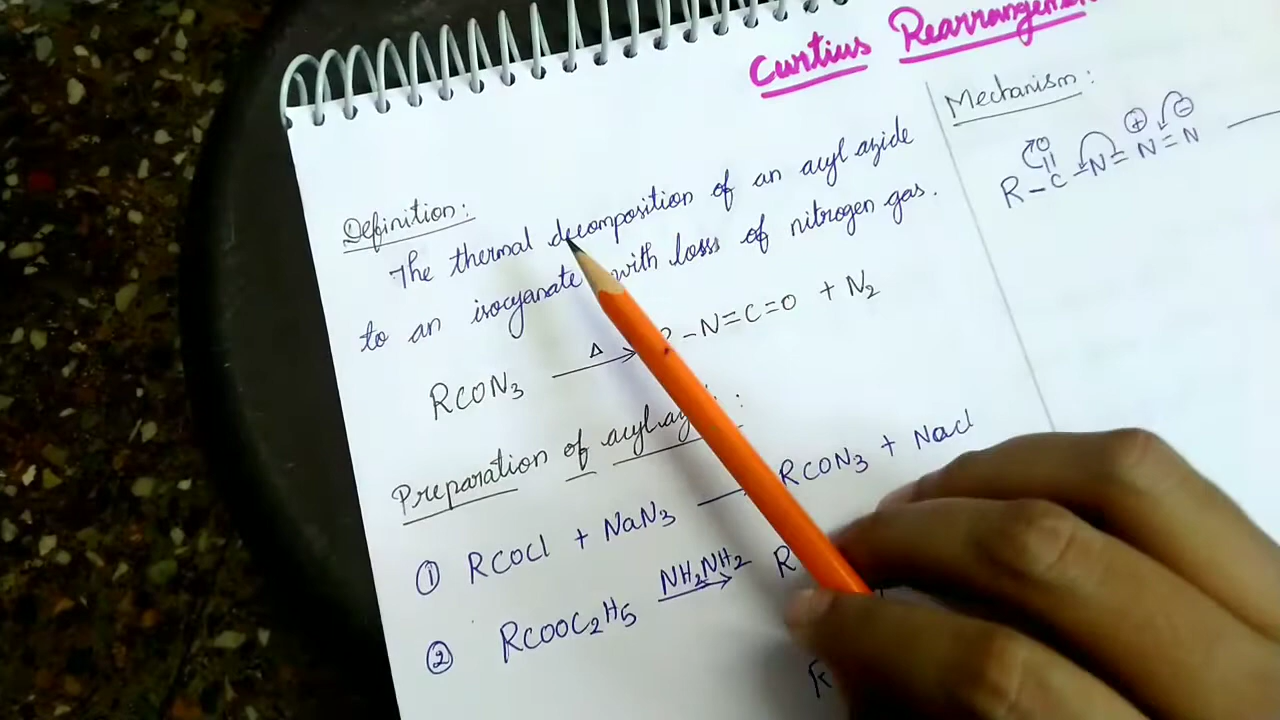 Curtius Rearrangemen
Definition:
The thermal decomposition of an acyl azide
to an isocyanate with loss of nitrogen gas.
RCON₃ —Δ→ -N=C=O + N₂
Preparation of acyl
① RCOCl + NaN₃ → RCON₃ + NaCl
② RCOOC₂H₅ —NH₂NH₂→ R
R
Mechanism:
O
⊕ ⊖
R-C-N=N=N